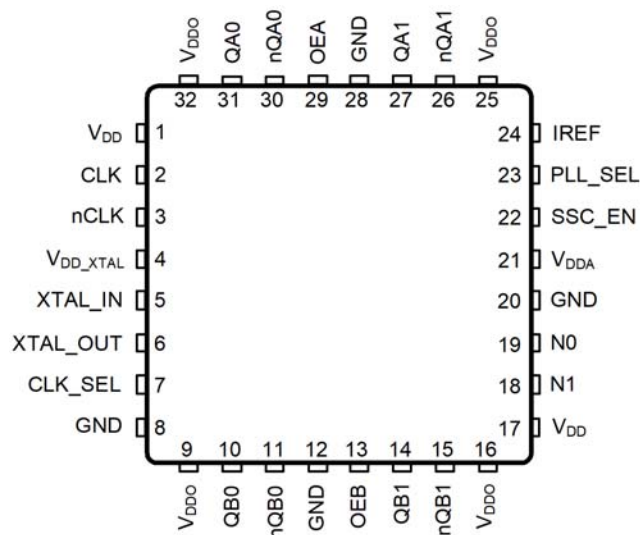 VDDO QA0 nQA0 OEA GND QA1 nQA1 VDDO
32 31 30 29 28 27 26 25
VDD 1 24 IREF
CLK 2 23 PLL_SEL
nCLK 3 22 SSC_EN
VDD_XTAL 4 21 VDDA
XTAL_IN 5 20 GND
XTAL_OUT 6 19 N0
CLK_SEL 7 18 N1
GND 8 17 VDD
9 10 11 12 13 14 15 16
VDDO QB0 nQB0 GND OEB QB1 nQB1 VDDO